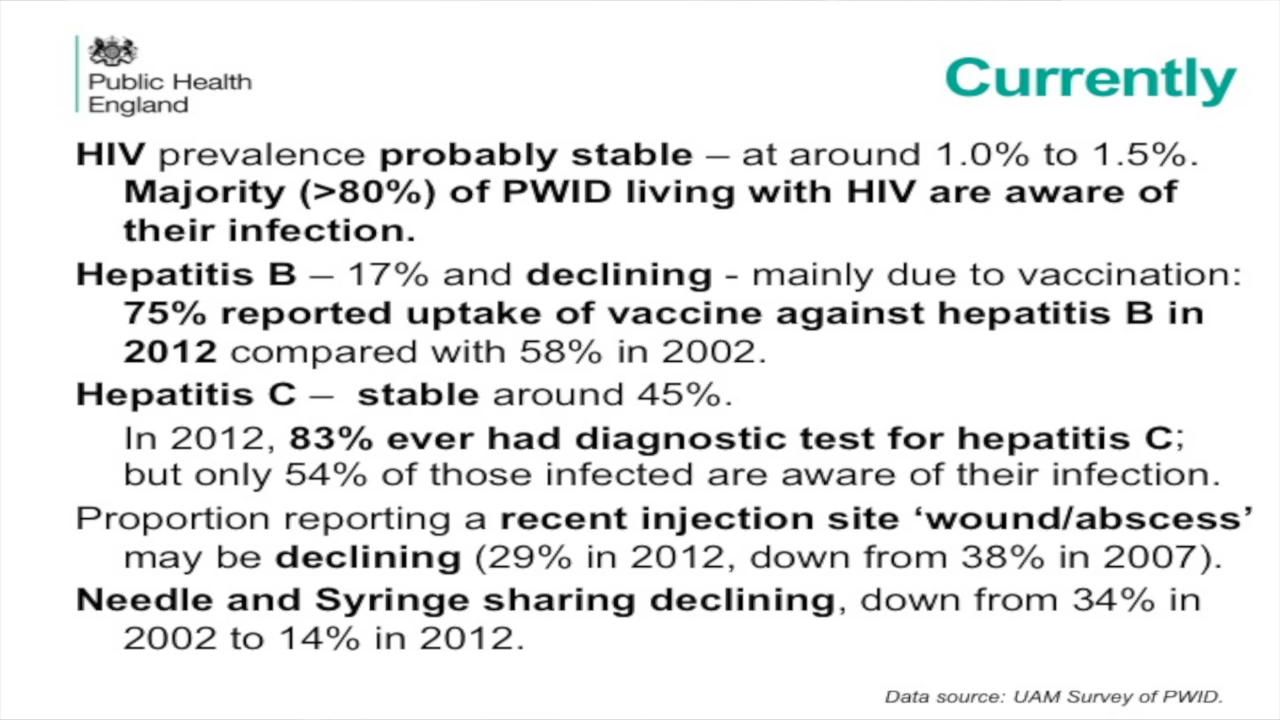 Public Health
England
Currently
HIV prevalence probably stable – at around 1.0% to 1.5%.
Majority (>80%) of PWID living with HIV are aware of
their infection.
Hepatitis B – 17% and declining - mainly due to vaccination:
75% reported uptake of vaccine against hepatitis B in
2012 compared with 58% in 2002.
Hepatitis C – stable around 45%.
In 2012, 83% ever had diagnostic test for hepatitis C;
but only 54% of those infected are aware of their infection.
Proportion reporting a recent injection site ‘wound/abscess’
may be declining (29% in 2012, down from 38% in 2007).
Needle and Syringe sharing declining, down from 34% in
2002 to 14% in 2012.
Data source: UAM Survey of PWID.